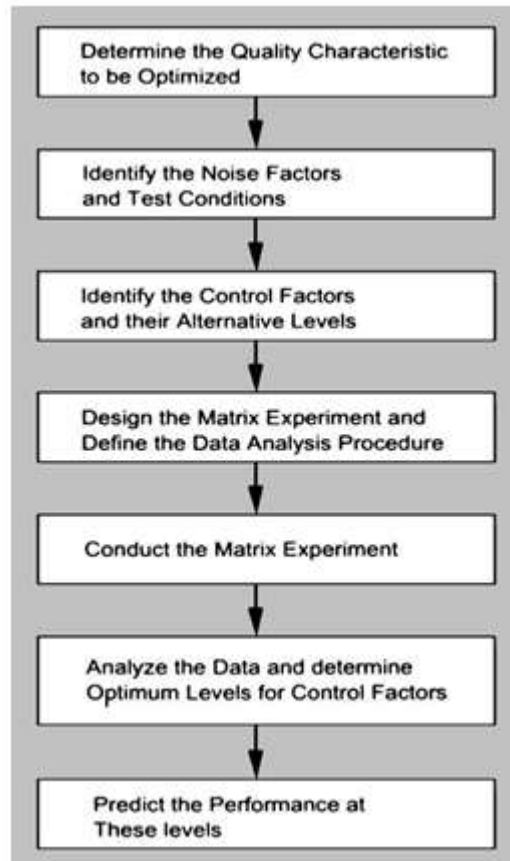 Determine the Quality Characteristic
to be Optimized
Identify the Noise Factors
and Test Conditions
Identify the Control Factors
and their Alternative Levels
Design the Matrix Experiment and
Define the Data Analysis Procedure
Conduct the Matrix Experiment
Analyze the Data and determine
Optimum Levels for Control Factors
Predict the Performance at
These levels